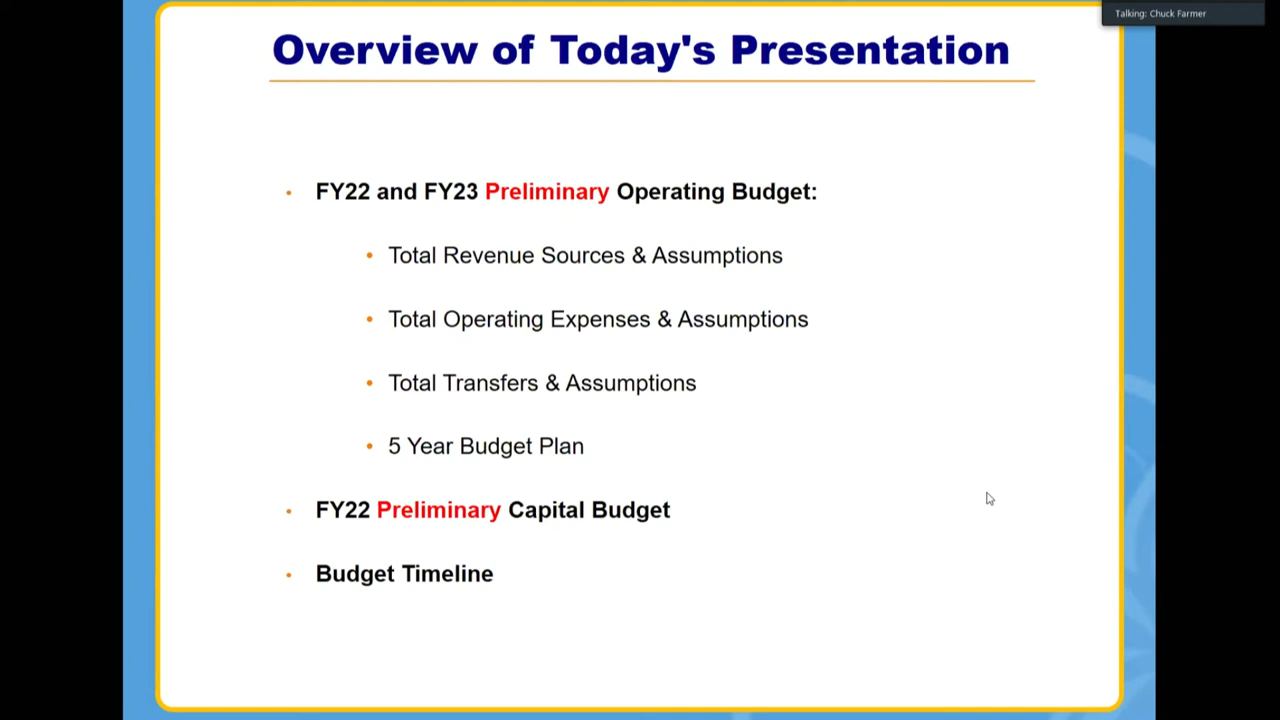 Talking: Chuck Farmer
Overview of Today's Presentation
• FY22 and FY23 Preliminary Operating Budget:
• Total Revenue Sources & Assumptions
• Total Operating Expenses & Assumptions
• Total Transfers & Assumptions
• 5 Year Budget Plan
• FY22 Preliminary Capital Budget
• Budget Timeline